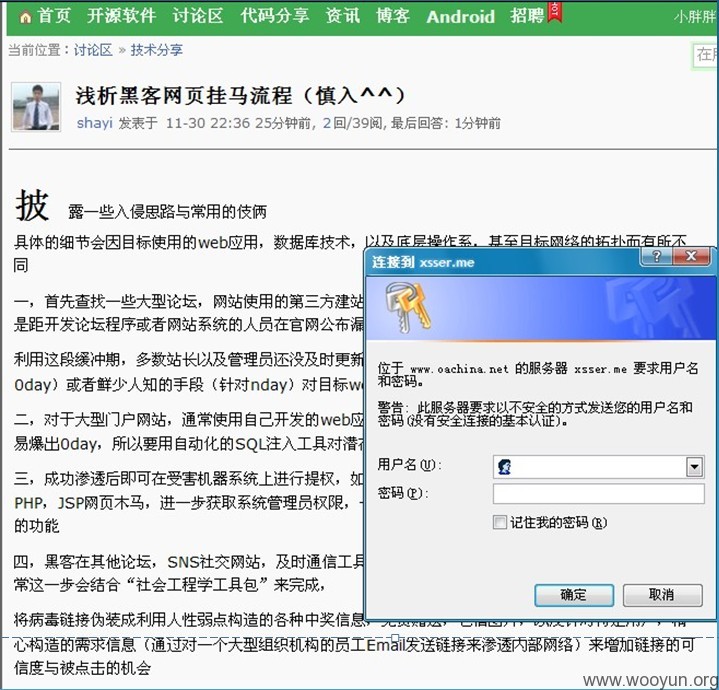 首页 开源软件 讨论区 代码分享 资讯 博客 Android 招聘 HOT 小胖胖
当前位置：讨论区 » 技术分享
在用
浅析黑客网页挂马流程（慎入^^）
shayi 发表于 11-30 22:36 25分钟前, 2回/39阅, 最后回答: 1分钟前
披 露一些入侵思路与常用的伎俩
具体的细节会因目标使用的web应用，数据库技术，以及底层操作系，甚至目标网络的拓扑而有所不
同
一，首先查找一些大型论坛，网站使用的第三方建站
是距开发论坛程序或者网站系统的人员在官网公布漏
利用这段缓冲期，多数站长以及管理员还没及时更新
0day）或者鲜少人知的手段（针对nday）对目标we
二，对于大型门户网站，通常使用自己开发的web应
易爆出0day，所以要用自动化的SQL注入工具对潜在
三，成功渗透后即可在受害机器系统上进行提权，如
PHP，JSP网页木马，进一步获取系统管理员权限，
的功能
四，黑客在其他论坛，SNS社交网站，及时通信工具
常这一步会结合“社会工程学工具包”来完成，
将病毒链接伪装成利用人性弱点构造的各种中奖信息，免费赠送，色情图片，以及针对特定用户，精
心构造的需求信息（通过对一个大型组织机构的员工Email发送链接来渗透内部网络）来增加链接的可
信度与被点击的机会
连接到 xsser.me
位于 www.oachina.net 的服务器 xsser.me 要求用户名
和密码。
警告: 此服务器要求以不安全的方式发送您的用户名和
密码(没有安全连接的基本认证)。
用户名(U):
密码(P):
记住我的密码(R)
确定 取消
www.wooyun.org